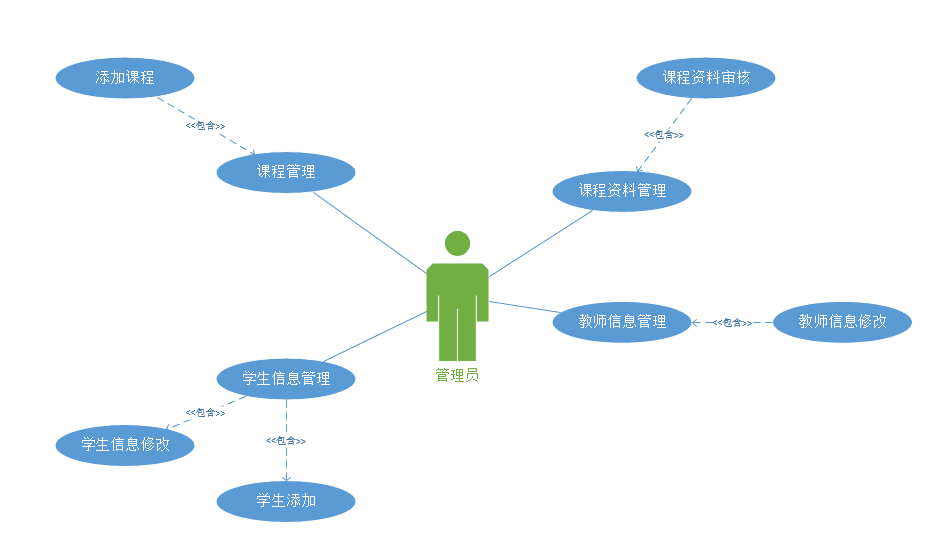 添加课程
课程资料审核
<<包含>>
<<包含>>
课程管理
课程资料管理
教师信息管理
<<包含>>
教师信息修改
管理员
学生信息管理
<<包含>>
<<包含>>
学生信息修改
学生添加